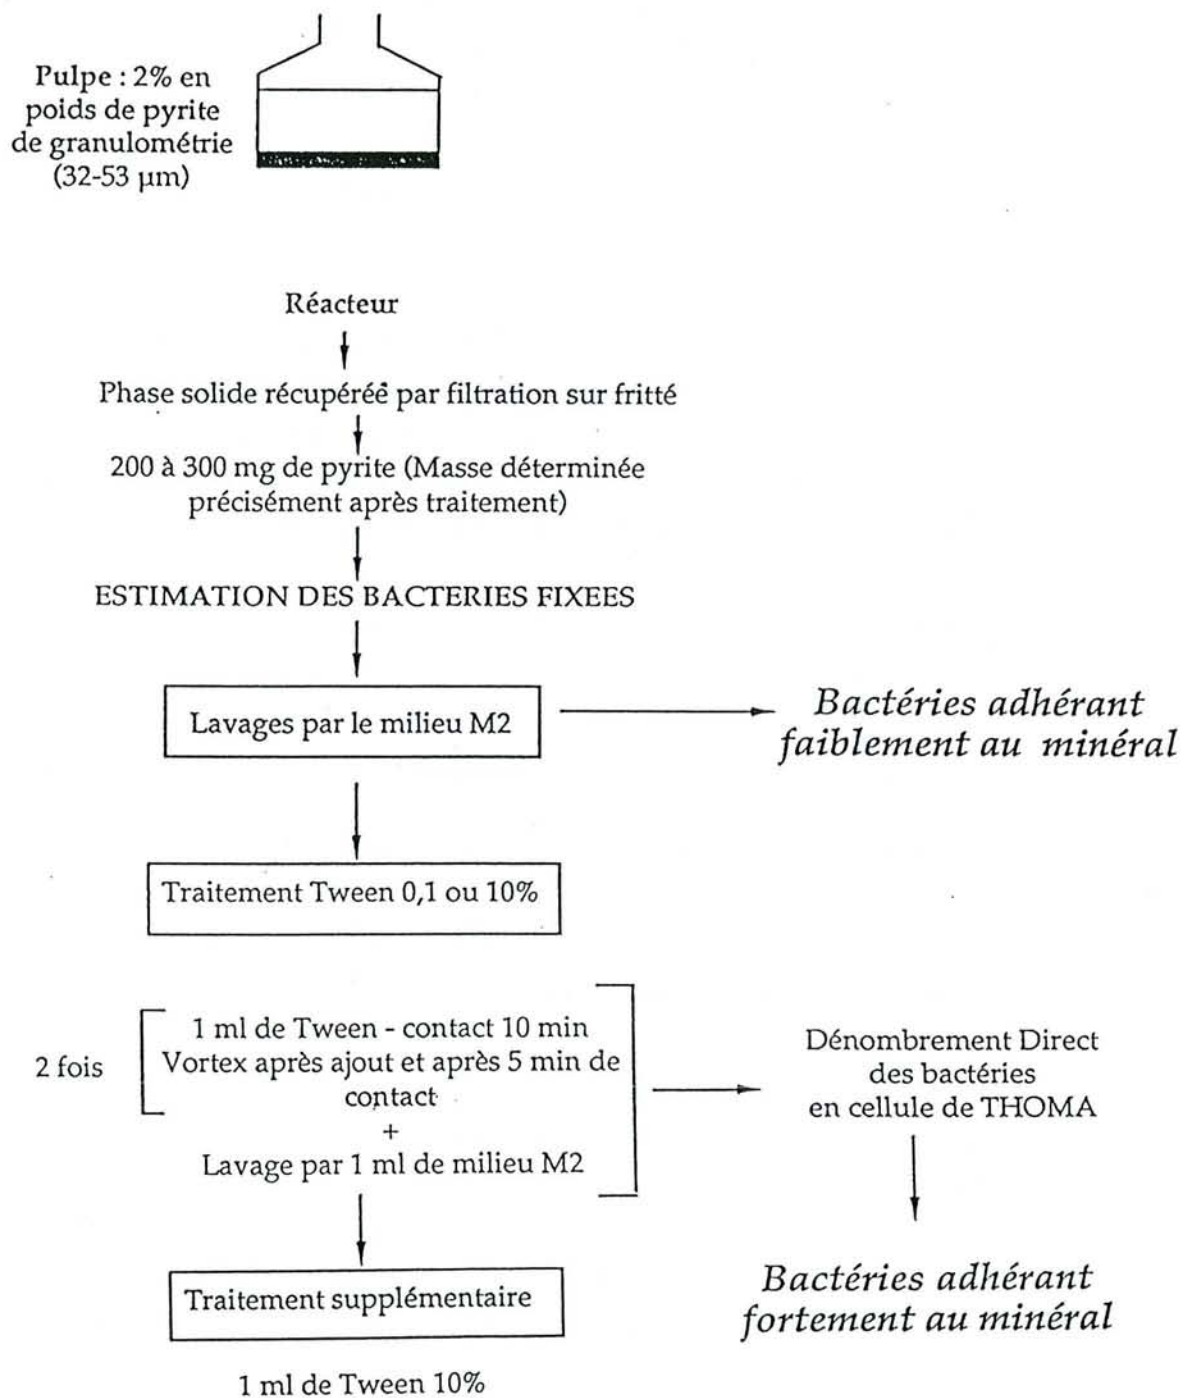 Pulpe : 2% en
poids de pyrite
de granulométrie
(32-53 µm)
Réacteur
Phase solide récupéréé par filtration sur fritté
200 à 300 mg de pyrite (Masse déterminée
précisément après traitement)
ESTIMATION DES BACTERIES FIXEES
Lavages par le milieu M2
Bactéries adhérant
faiblement au minéral
Traitement Tween 0,1 ou 10%
2 fois
1 ml de Tween - contact 10 min
Vortex après ajout et après 5 min de
contact
+
Lavage par 1 ml de milieu M2
Dénombrement Direct
des bactéries
en cellule de THOMA
Bactéries adhérant
fortement au minéral
Traitement supplémentaire
1 ml de Tween 10%